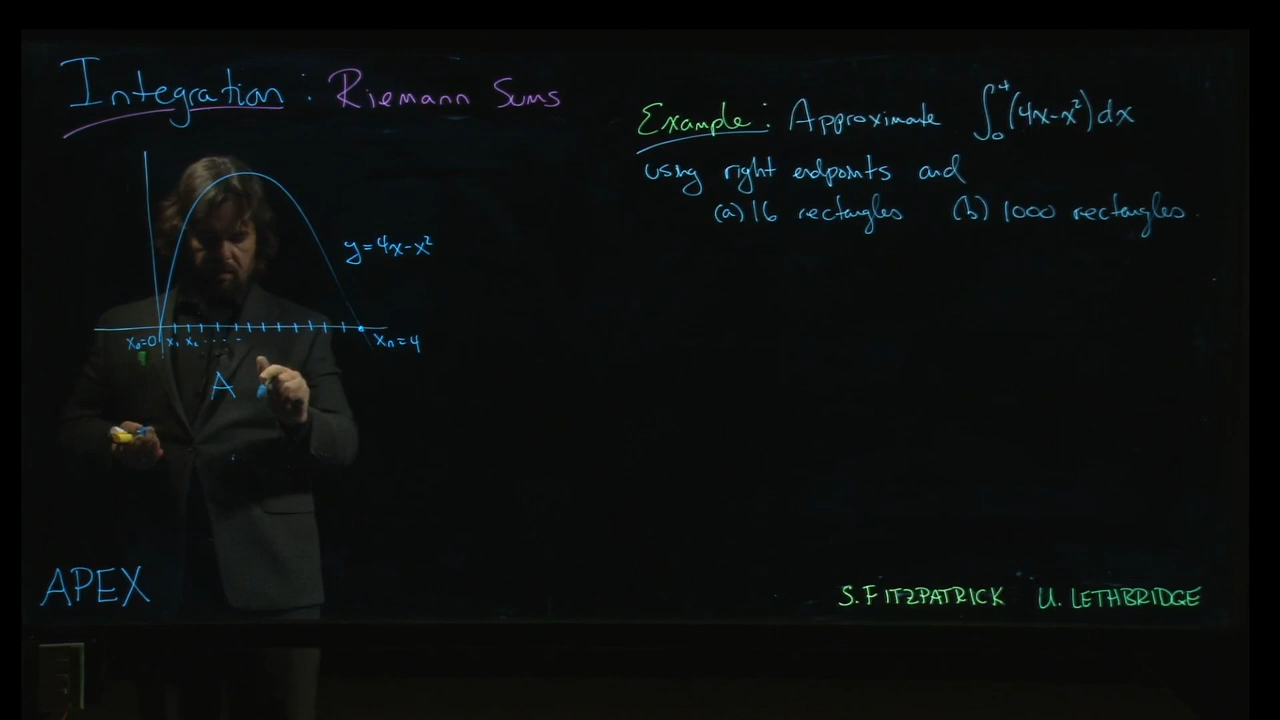 Integration: Riemann Sums
Example: Approximate ∫₀⁴(4x-x²)dx
using right endpoints and
(a) 16 rectangles (b) 1000 rectangles.
y=4x-x²
x₀=0 x₁ x₂ ..... xₙ=4
A
APEX
S. FITZPATRICK U. LETHBRIDGE